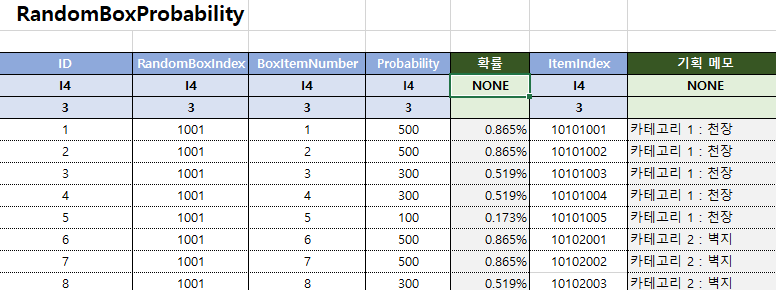 RandomBoxProbability
ID RandomBoxIndex BoxItemNumber Probability 확률 ItemIndex 기획 메모
I4 I4 I4 I4 NONE I4 NONE
3 3 3 3 3
1 1001 1 500 0.865% 10101001 카테고리 1 : 천장
2 1001 2 500 0.865% 10101002 카테고리 1 : 천장
3 1001 3 300 0.519% 10101003 카테고리 1 : 천장
4 1001 4 300 0.519% 10101004 카테고리 1 : 천장
5 1001 5 100 0.173% 10101005 카테고리 1 : 천장
6 1001 6 500 0.865% 10102001 카테고리 2 : 벽지
7 1001 7 500 0.865% 10102002 카테고리 2 : 벽지
8 1001 8 300 0.519% 10102003 카테고리 2 : 벽지